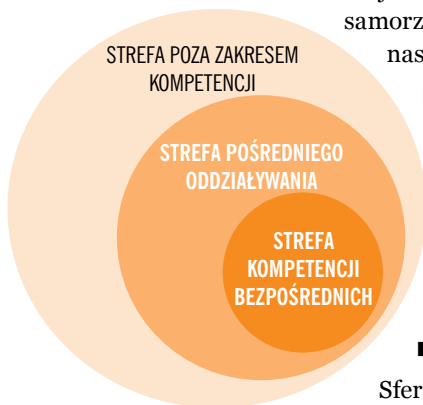 samorz
STREFA POZA ZAKRESEM
KOMPETENCJI
nas
STREFA POŚREDNIEGO
ODDZIAŁYWANIA
STREFA
KOMPETENCJI
BEZPOŚREDNICH
Sfer